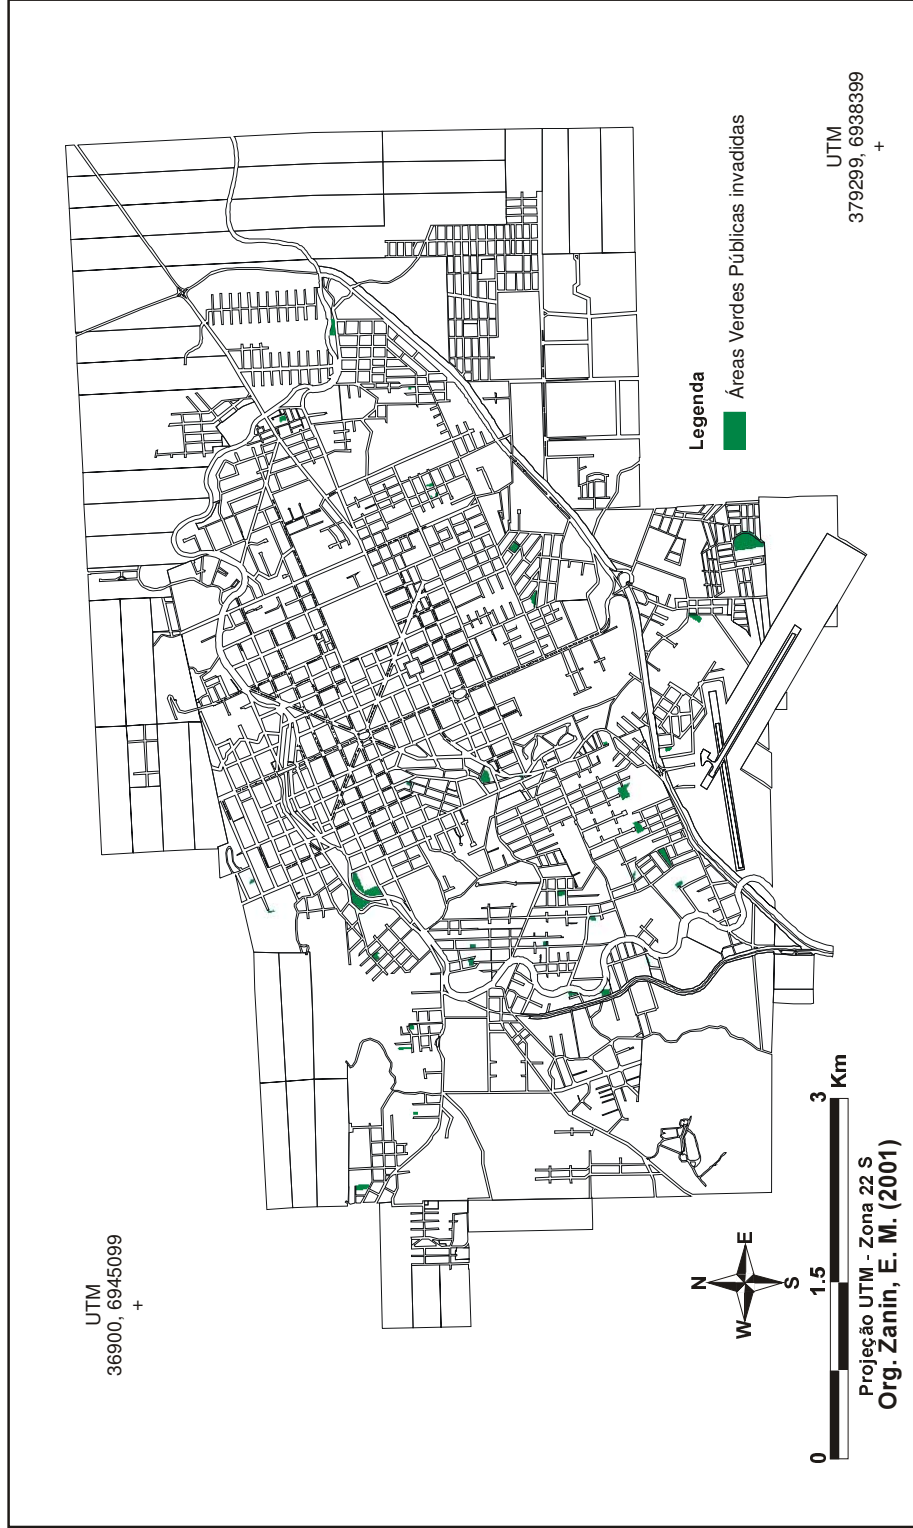 UTM
36900, 6945099
+
UTM
379299, 6938399
+
Legenda
Áreas Verdes Públicas invadidas
N
W
E
S
0
1.5
3
Km
Projeção UTM - Zona 22 S
Org. Zanin, E. M. (2001)